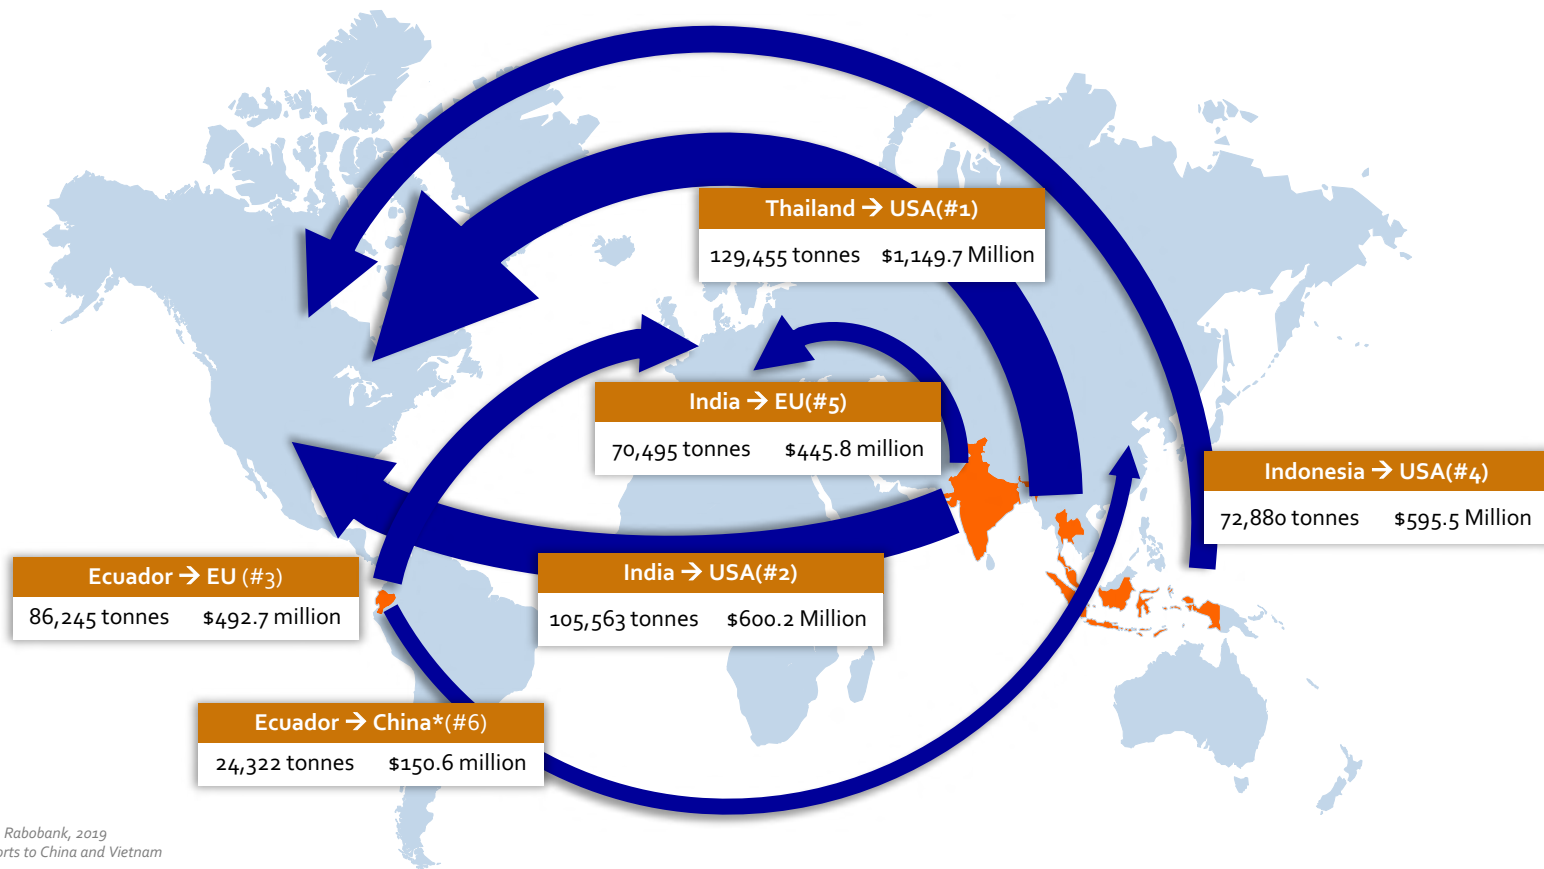 Thailand → USA(#1)
129,455 tonnes $1,149.7 Million
India → EU(#5)
70,495 tonnes $445.8 million
Indonesia → USA(#4)
72,880 tonnes $595.5 Million
Ecuador → EU (#3)
86,245 tonnes $492.7 million
India → USA(#2)
105,563 tonnes $600.2 Million
Ecuador → China*(#6)
24,322 tonnes $150.6 million
Rabobank, 2019
orts to China and Vietnam